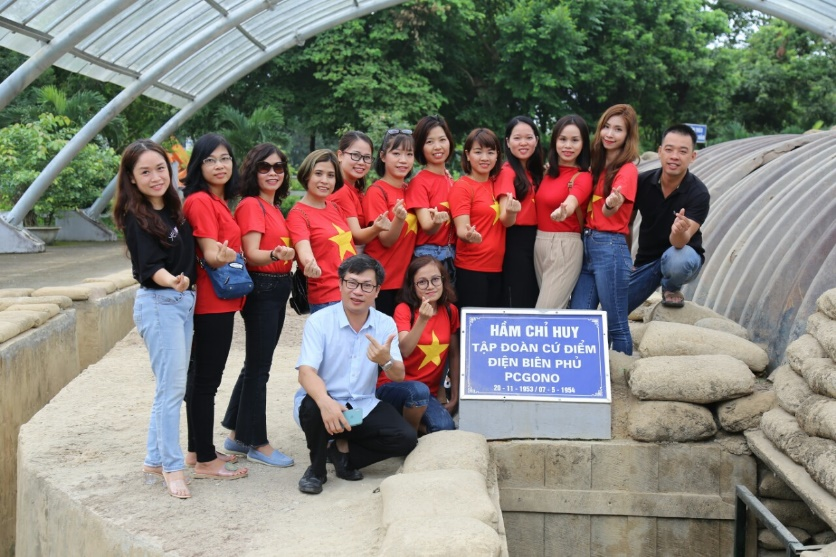 HẦM CHỈ HUY
TẬP ĐOÀN CỨ ĐIỂM
ĐIỆN BIÊN PHỦ
PCGONO
20 - 11 - 1953 / 07 - 5 - 1954